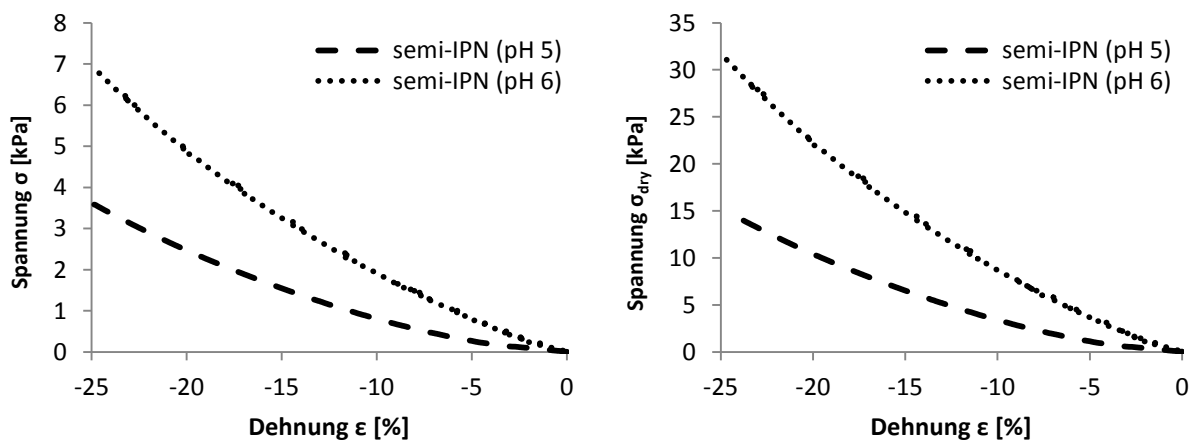 8
7
6
5
4
3
2
1
0
Spannung σ [kPa]
semi-IPN (pH 5)
semi-IPN (pH 6)
-25 -20 -15 -10 -5 0
Dehnung ε [%]
35
30
25
20
15
10
5
0
Spannung σdry [kPa]
semi-IPN (pH 5)
semi-IPN (pH 6)
-25 -20 -15 -10 -5 0
Dehnung ε [%]